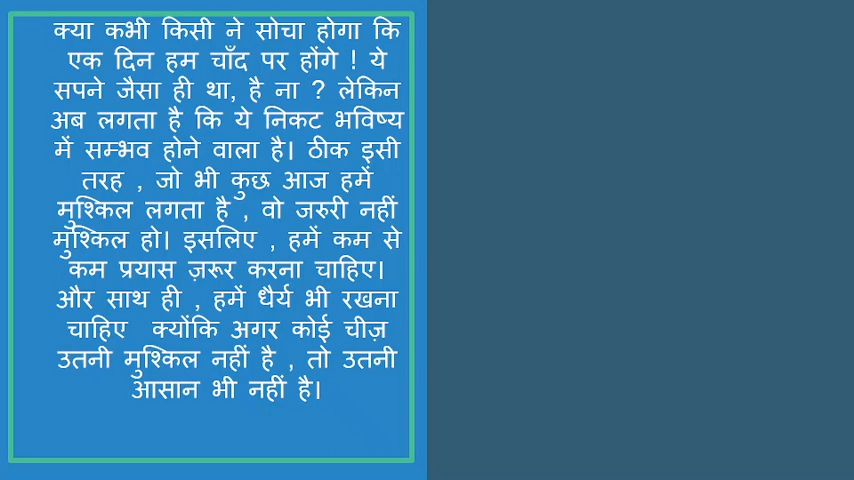 क्या कभी किसी ने सोचा होगा कि
एक दिन हम चाँद पर होंगे ! ये
सपने जैसा ही था, है ना ? लेकिन
अब लगता है कि ये निकट भविष्य
में सम्भव होने वाला है। ठीक इसी
तरह , जो भी कुछ आज हमें
मुश्किल लगता है , वो जरुरी नहीं
मुश्किल हो। इसलिए , हमें कम से
कम प्रयास ज़रूर करना चाहिए।
और साथ ही , हमें धैर्य भी रखना
चाहिए  क्योंकि अगर कोई चीज़
उतनी मुश्किल नहीं है , तो उतनी
आसान भी नहीं है।